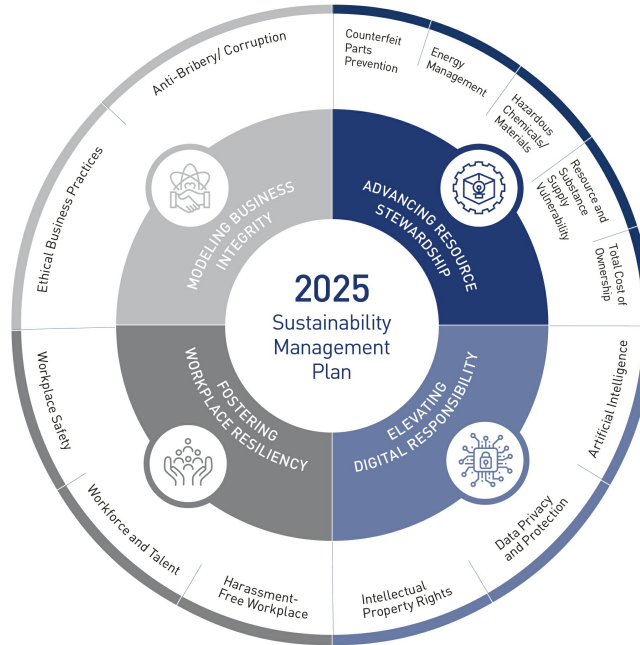 2025
Sustainability
Management
Plan
MODELING BUSINESS
INTEGRITY
ADVANCING RESOURCE
STEWARDSHIP
ELEVATING
DIGITAL RESPONSIBILITY
FOSTERING
WORKPLACE RESILIENCY
Ethical Business Practices
Anti-Bribery/ Corruption
Counterfeit
Parts
Prevention
Energy
Management
Hazardous
Chemicals/
Materials
Resource and
Substance
Supply
Vulnerability
Total Cost of
Ownership
Artificial Intelligence
Data Privacy
and Protection
Intellectual
Property Rights
Harassment-
Free Workplace
Workforce and Talent
Workplace Safety